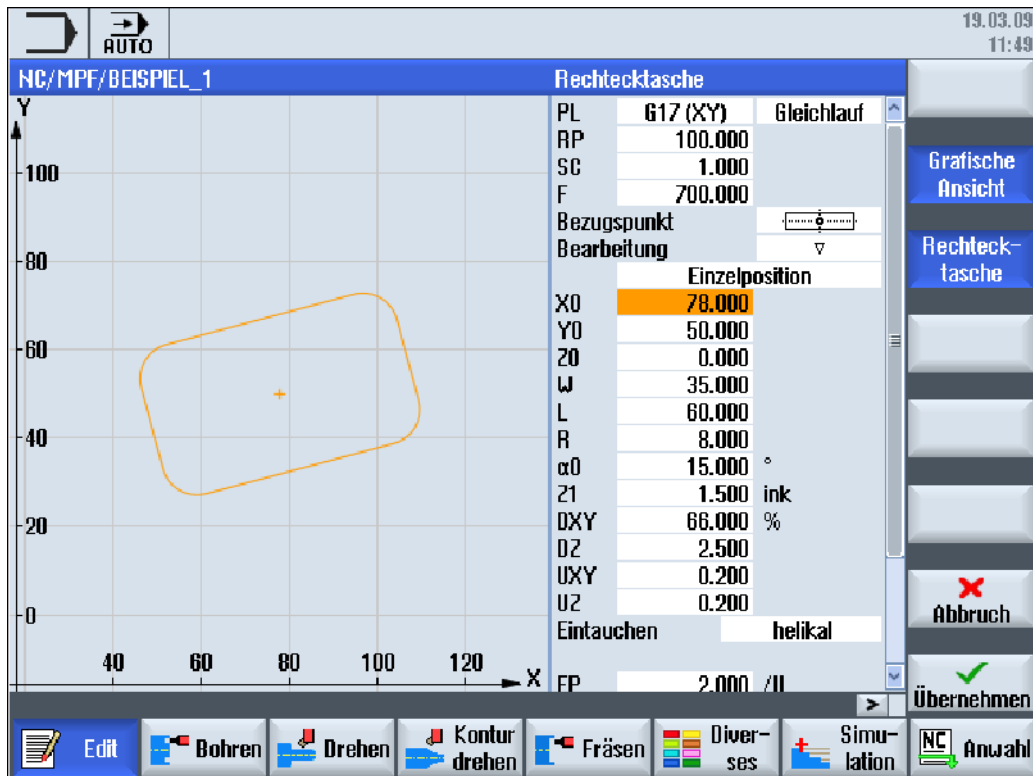 19.03.09
11:49
AUTO
NC/MPF/BEISPIEL_1
Rechtecktasche
Y
100
80
60
40
20
0
40 60 80 100 120
X
PL G17 (XY) Gleichlauf
RP 100.000
SC 1.000
F 700.000
Bezugspunkt
Bearbeitung
Einzelposition
X0 78.000
Y0 50.000
Z0 0.000
W 35.000
L 60.000
R 8.000
α0 15.000 °
Z1 1.500 ink
DXY 66.000 %
DZ 2.500
UXY 0.200
UZ 0.200
Eintauchen helikal
EP 2.000 /U
Grafische
Ansicht
Rechteck-
tasche
Abbruch
Übernehmen
>
Edit
Bohren
Drehen
Kontur
drehen
Fräsen
Diver-
ses
Simu-
lation
NC Anwahl